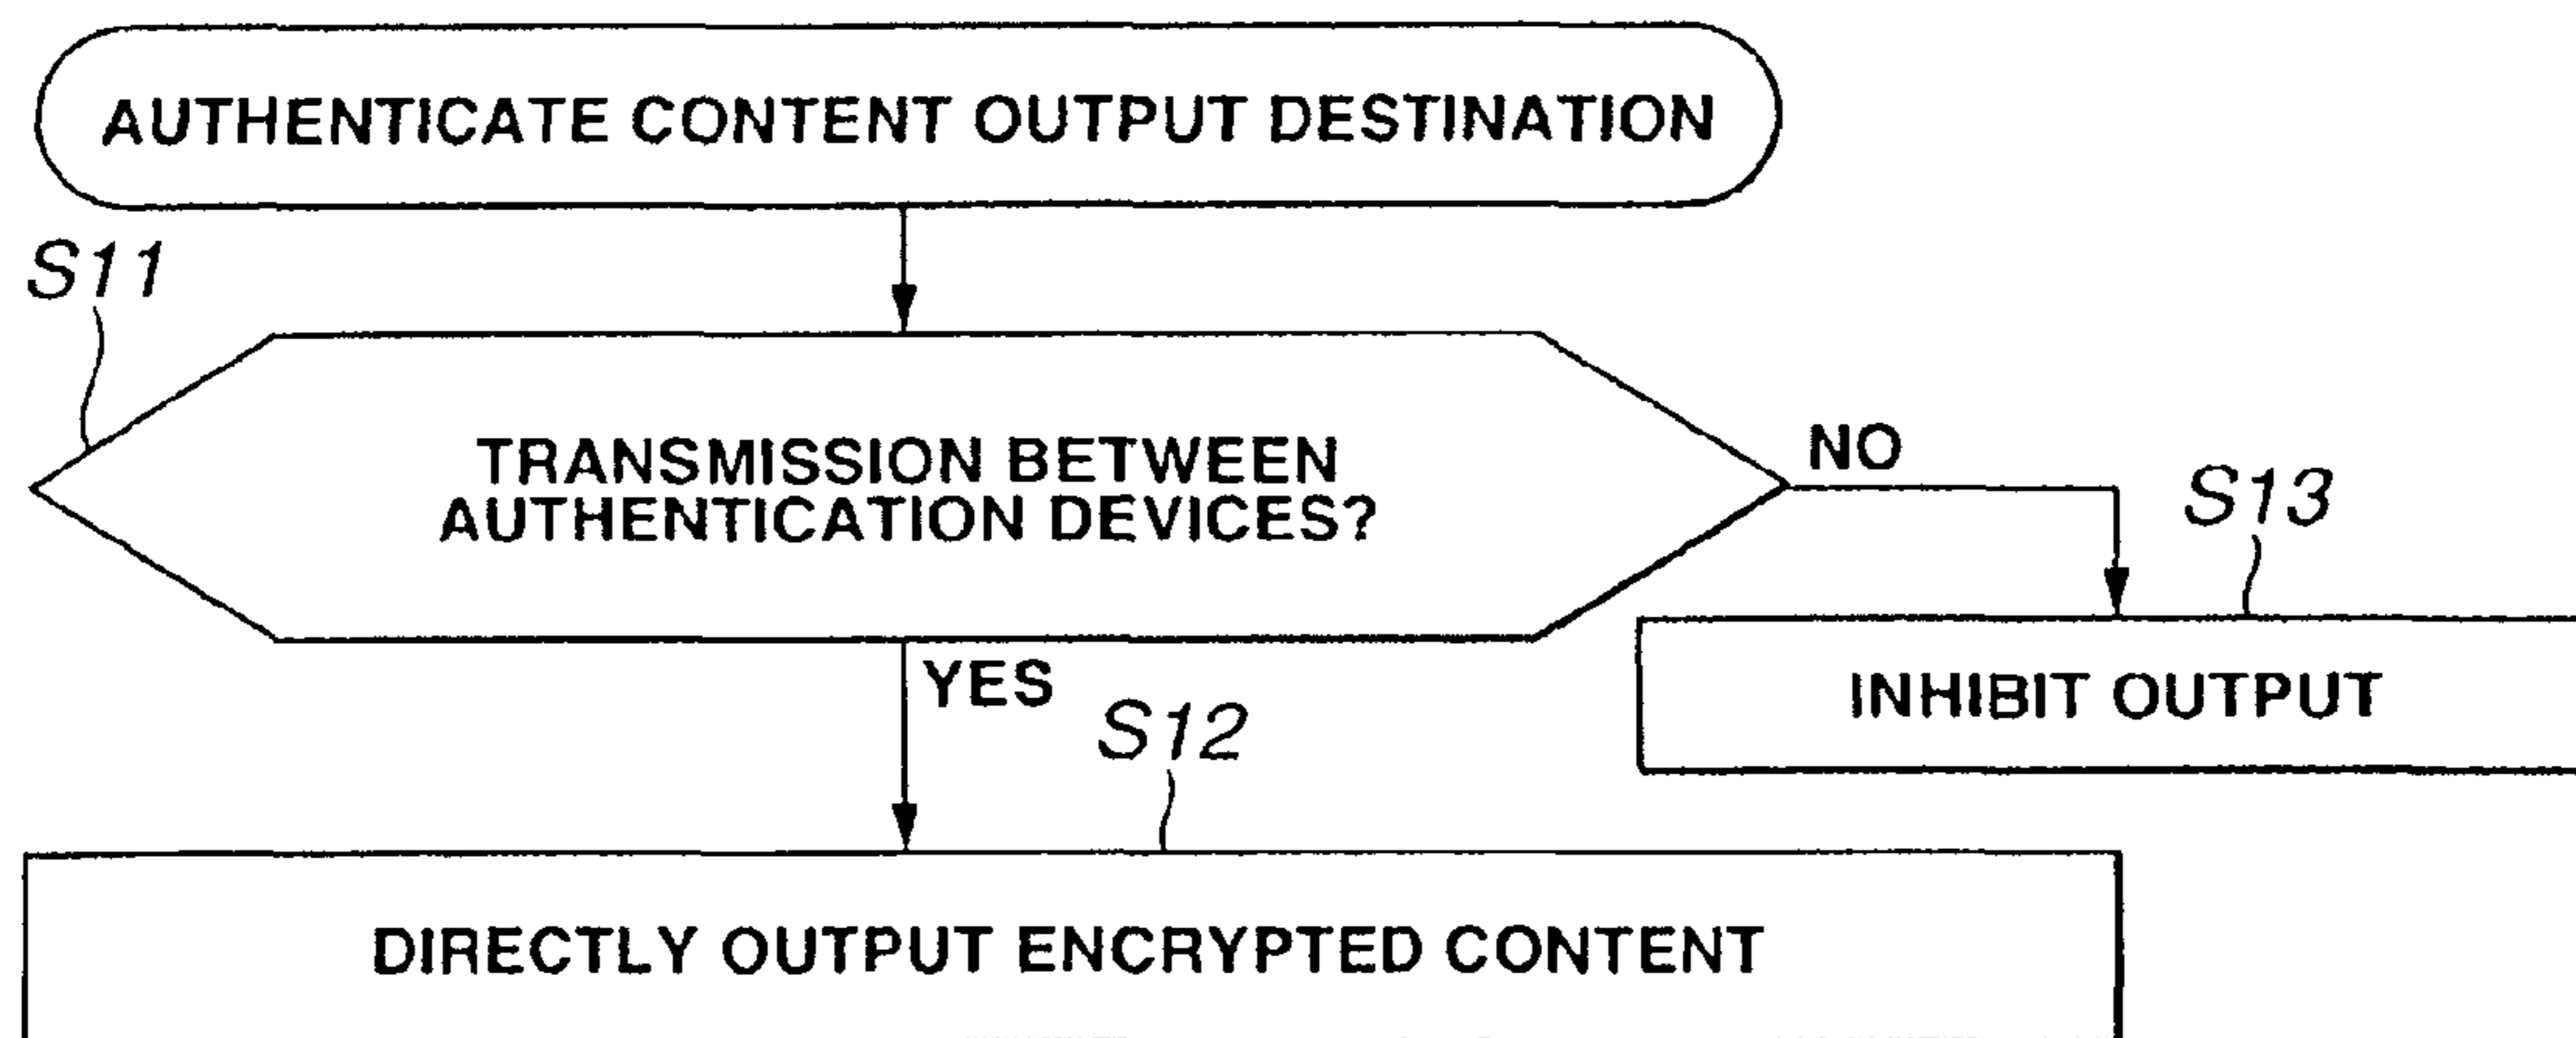 AUTHENTICATE CONTENT OUTPUT DESTINATION
S11
TRANSMISSION BETWEEN
AUTHENTICATION DEVICES?
NO
S13
INHIBIT OUTPUT
YES
S12
DIRECTLY OUTPUT ENCRYPTED CONTENT